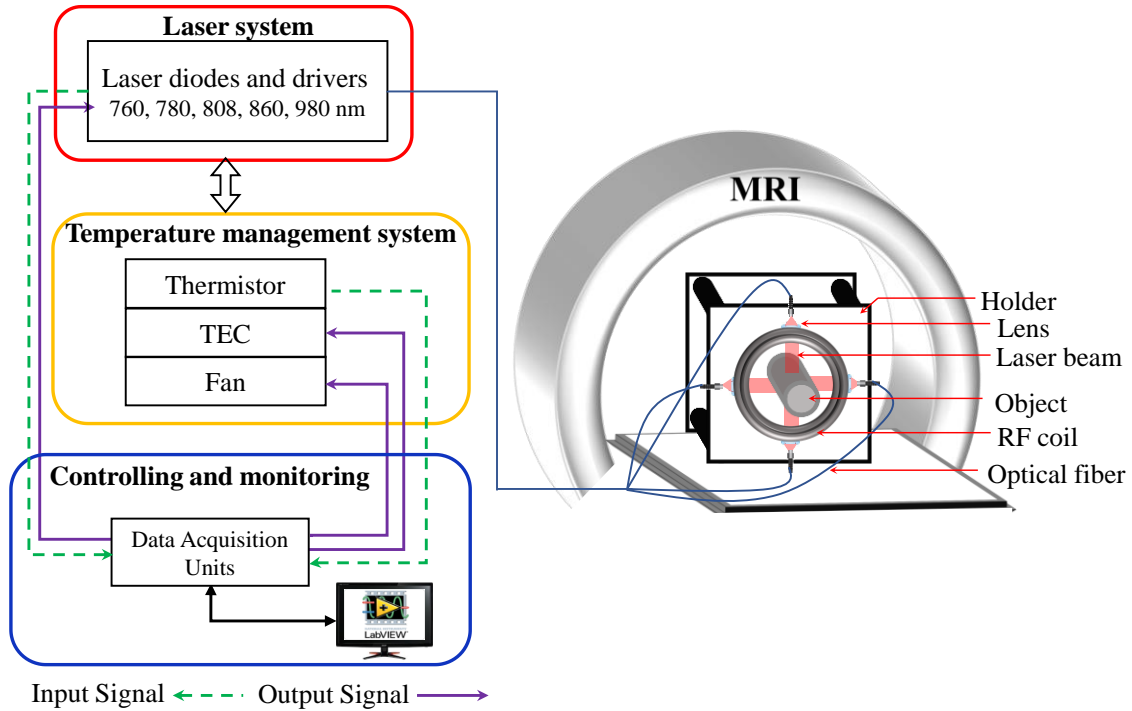 Laser system
Laser diodes and drivers
760, 780, 808, 860, 980 nm
Temperature management system
Thermistor
TEC
Fan
Controlling and monitoring
Data Acquisition
Units
LabVIEW
Input Signal
Output Signal
MRI
Holder
Lens
Laser beam
Object
RF coil
Optical fiber